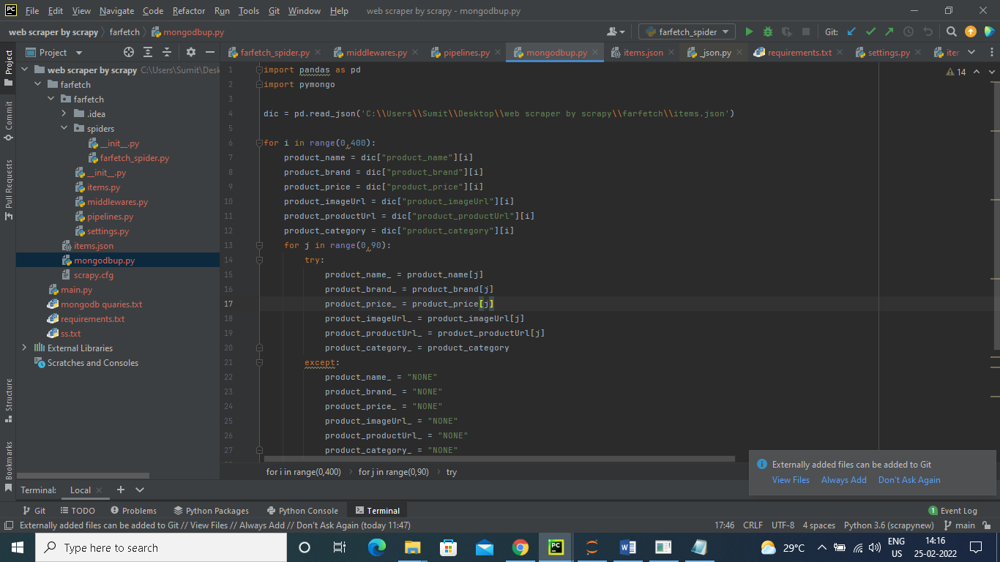 PC File Edit View Navigate Code Refactor Run Tools Git Window Help web scraper by scrapy - mongodbup.py
web scraper by scrapy farfetch mongodbup.py farfetch_spider Git:
Project farfetch_spider.py middlewares.py pipelines.py mongodbup.py items.json _json.py requirements.txt settings.py iter
Project
Commit
Pull Requests
Structure
Bookmarks
web scraper by scrapy C:\Users\Sumit\Desk
farfetch
farfetch
.idea
spiders
__init__.py
farfetch_spider.py
__init__.py
items.py
middlewares.py
pipelines.py
settings.py
items.json
mongodbup.py
scrapy.cfg
main.py
mongodb quaries.txt
requirements.txt
ss.txt
External Libraries
Scratches and Consoles
14
1 import pandas as pd
2 import pymongo
3
4 dic = pd.read_json('C:\\Users\\Sumit\\Desktop\\web scraper by scrapy\\farfetch\\items.json')
5
6 for i in range(0,400):
7 product_name = dic["product_name"][i]
8 product_brand = dic["product_brand"][i]
9 product_price = dic["product_price"][i]
10 product_imageUrl = dic["product_imageUrl"][i]
11 product_productUrl = dic["product_productUrl"][i]
12 product_category = dic["product_category"][i]
13 for j in range(0,90):
14 try:
15 product_name_ = product_name[j]
16 product_brand_ = product_brand[j]
17 product_price_ = product_price[j]
18 product_imageUrl_ = product_imageUrl[j]
19 product_productUrl_ = product_productUrl[j]
20 product_category_ = product_category
21 except:
22 product_name_ = "NONE"
23 product_brand_ = "NONE"
24 product_price_ = "NONE"
25 product_imageUrl_ = "NONE"
26 product_productUrl_ = "NONE"
27 product_category_ = "NONE"
for i in range(0,400) for j in range(0,90) try
Externally added files can be added to Git
View Files Always Add Don't Ask Again
Terminal: Local
Git TODO Problems Python Packages Python Console Terminal 1 Event Log
Externally added files can be added to Git // View Files // Always Add // Don't Ask Again (today 11:47) 17:46 CRLF UTF-8 4 spaces Python 3.6 (scrapynew) main
Type here to search PC 29°C ENG 14:16
US 25-02-2022